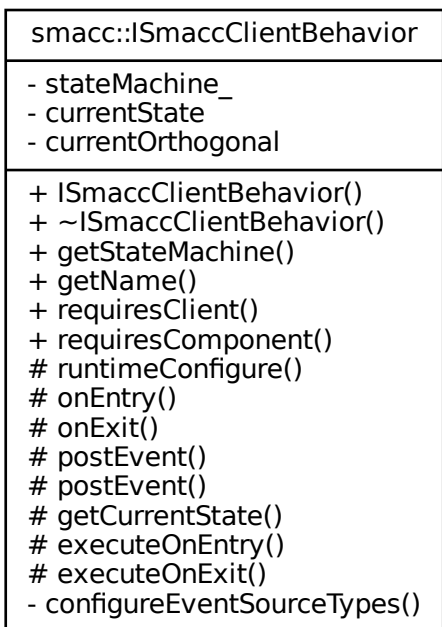 smacc::ISmaccClientBehavior
- stateMachine_
- currentState
- currentOrthogonal
+ ISmaccClientBehavior()
+ ~ISmaccClientBehavior()
+ getStateMachine()
+ getName()
+ requiresClient()
+ requiresComponent()
# runtimeConfigure()
# onEntry()
# onExit()
# postEvent()
# postEvent()
# getCurrentState()
# executeOnEntry()
# executeOnExit()
- configureEventSourceTypes()